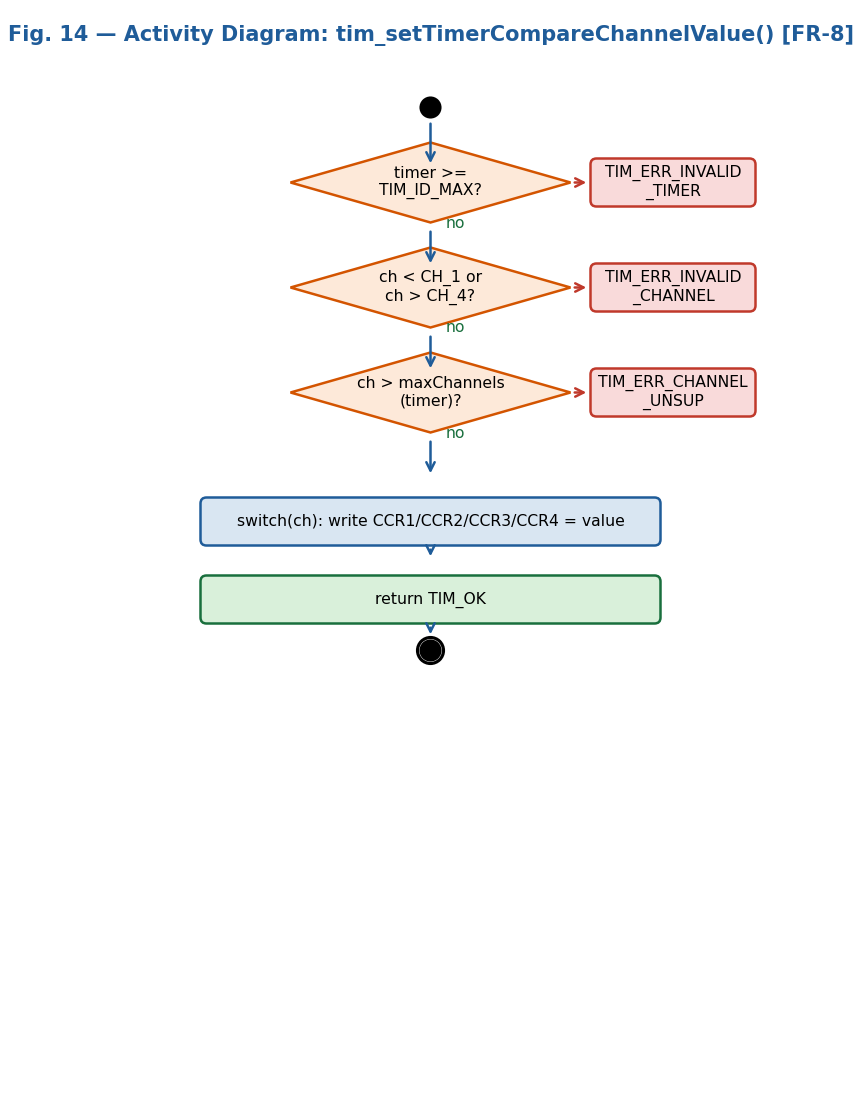 Fig. 14 — Activity Diagram: tim_setTimerCompareChannelValue() [FR-8]
timer >=
TIM_ID_MAX?
TIM_ERR_INVALID
_TIMER
no
ch < CH_1 or
ch > CH_4?
TIM_ERR_INVALID
_CHANNEL
no
ch > maxChannels
(timer)?
TIM_ERR_CHANNEL
_UNSUP
no
switch(ch): write CCR1/CCR2/CCR3/CCR4 = value
return TIM_OK